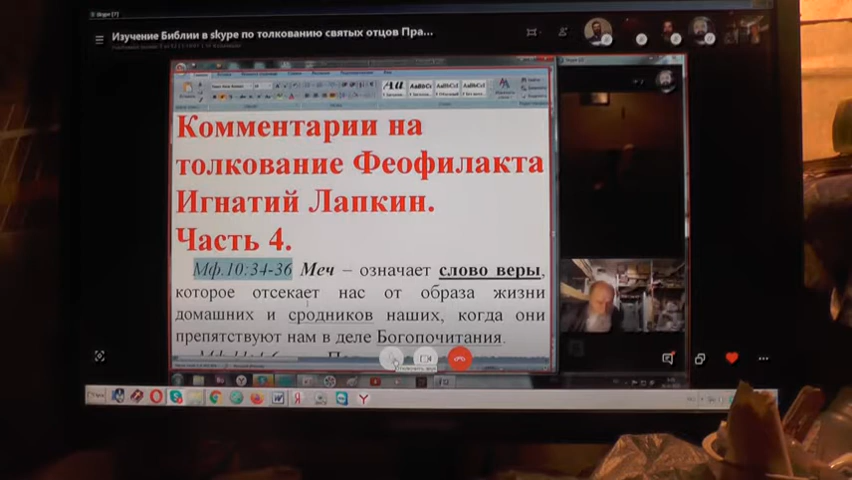 Изучение Библии в skype по толкованию святых отцов Пра...
Комментарии на
толкование Феофилакта
Игнатий Лапкин.
Часть 4.
Мф.10:34-36 Меч – означает слово веры,
которое отсекает нас от образа жизни
домашних и сродников наших, когда они
препятствуют нам в деле Богопочитания.